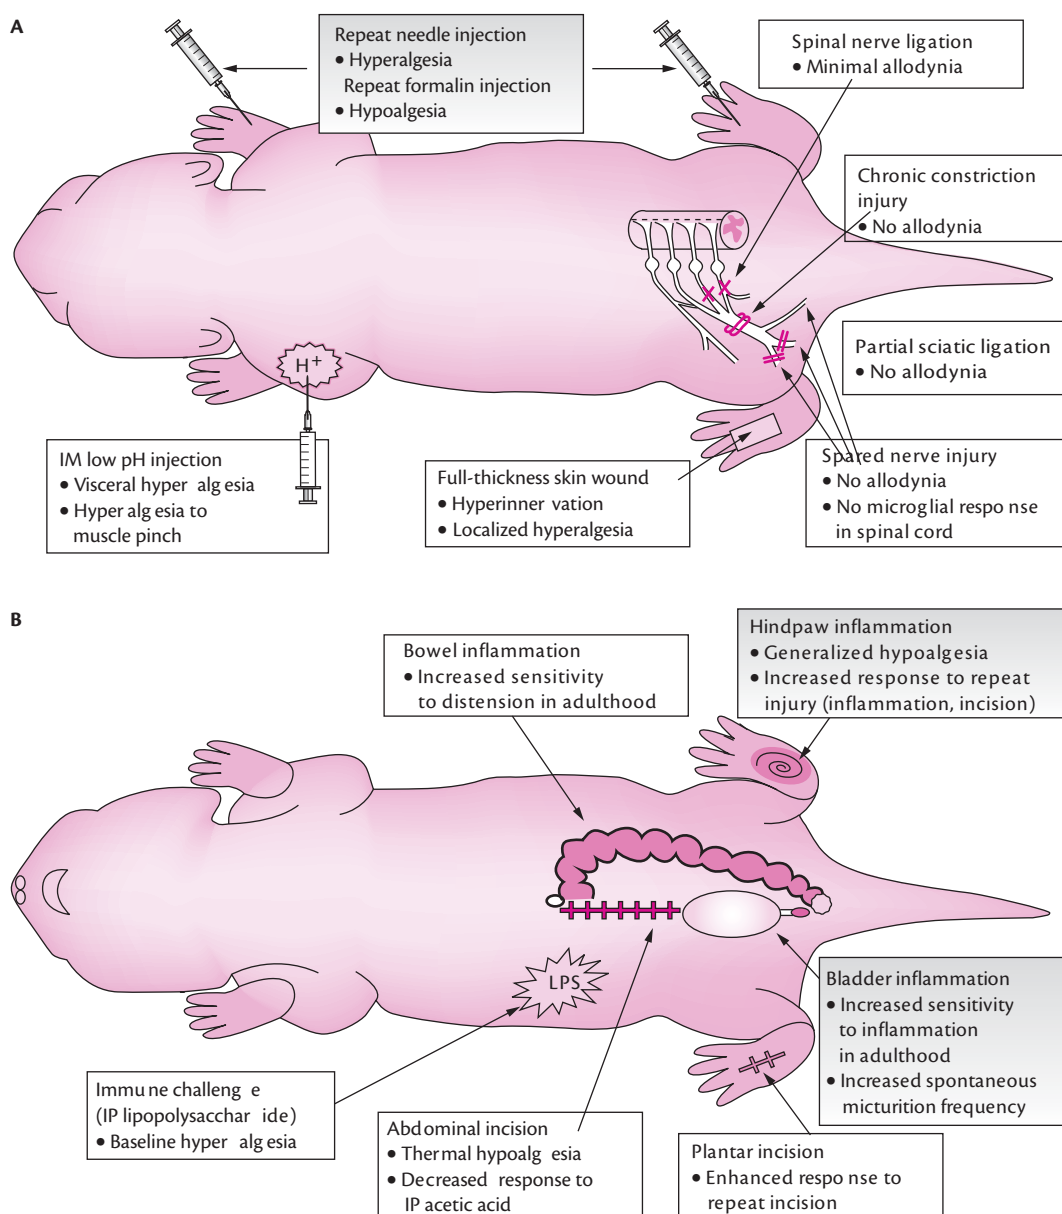 A
Repeat needle injection
• Hyperalgesia
Repeat formalin injection
• Hypoalgesia
Spinal nerve ligation
• Minimal allodynia
Chronic constriction
injury
• No allodynia
Partial sciatic ligation
• No allodynia
H+
IM low pH injection
• Visceral hyper alg esia
• Hyper alg esia to
muscle pinch
Full-thickness skin wound
• Hyperinner vation
• Localized hyperalgesia
Spared nerve injury
• No allodynia
• No microglial respo nse
in spinal cord
B
Bowel inflammation
• Increased sensitivity
to distension in adulthood
Hindpaw inflammation
• Generalized hypoalgesia
• Increased response to repeat
injury (inflammation, incision)
LPS
Bladder inflammation
• Increased sensitivity
to inflammation
in adulthood
• Increased spontaneous
micturition frequency
Immune challeng e
(IP lipopolysacchar ide)
• Baseline hyper alg esia
Abdominal incision
• Thermal hypoalg esia
• Decreased response to
IP acetic acid
Plantar incision
• Enhanced respo nse to
repeat incision